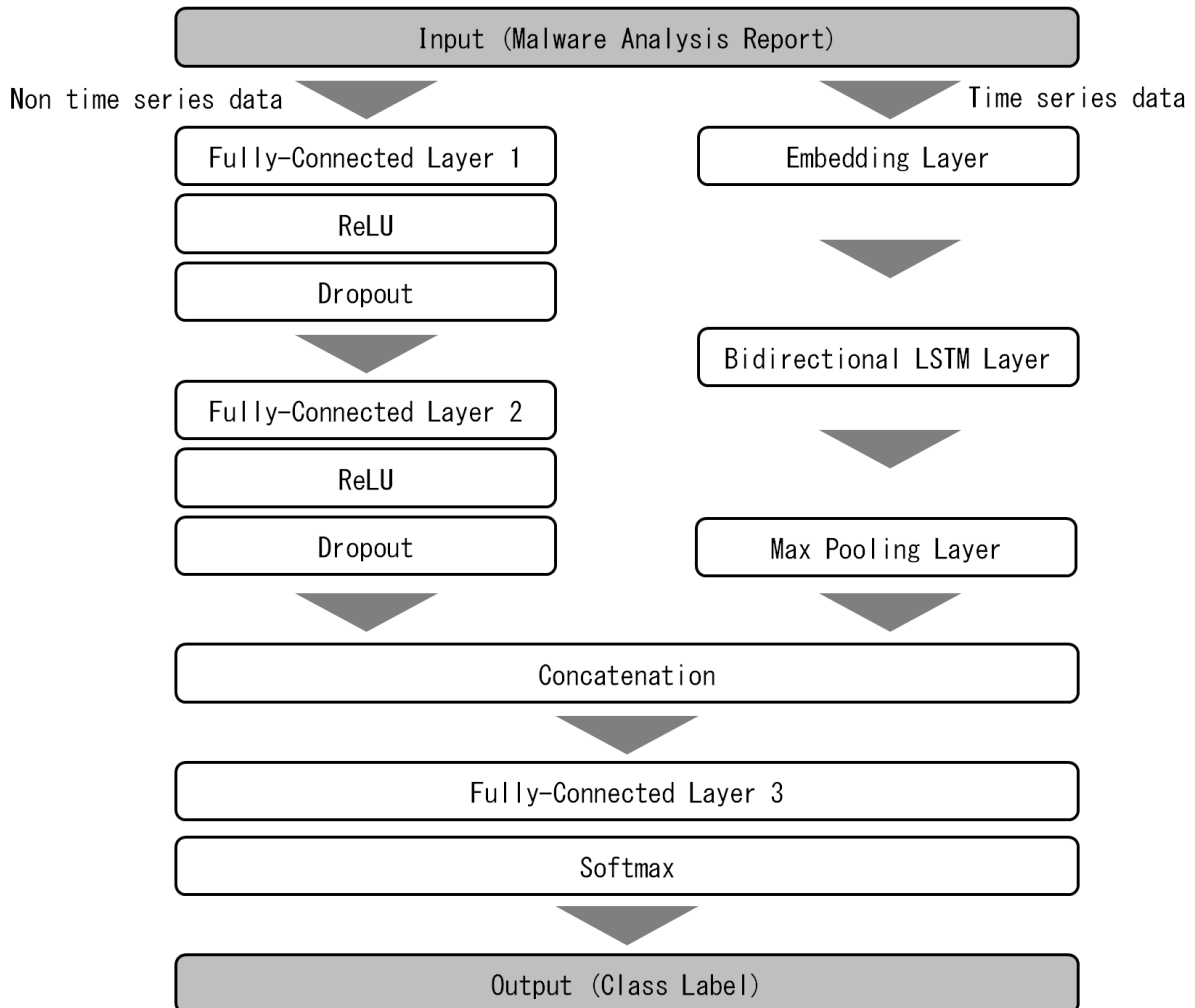 Input (Malware Analysis Report)
Non time series data
Time series data
Fully-Connected Layer 1
ReLU
Dropout
Fully-Connected Layer 2
ReLU
Dropout
Embedding Layer
Bidirectional LSTM Layer
Max Pooling Layer
Concatenation
Fully-Connected Layer 3
Softmax
Output (Class Label)